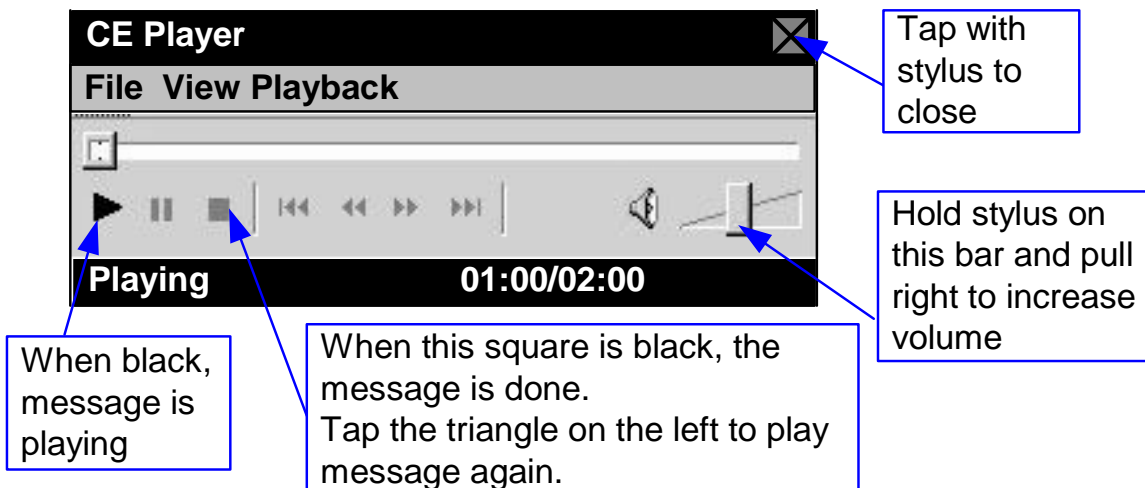 CE Player
File View Playback
Playing 01:00/02:00
Tap with
stylus to
close
Hold stylus on
this bar and pull
right to increase
volume
When black,
message is
playing
When this square is black, the
message is done.
Tap the triangle on the left to play
message again.